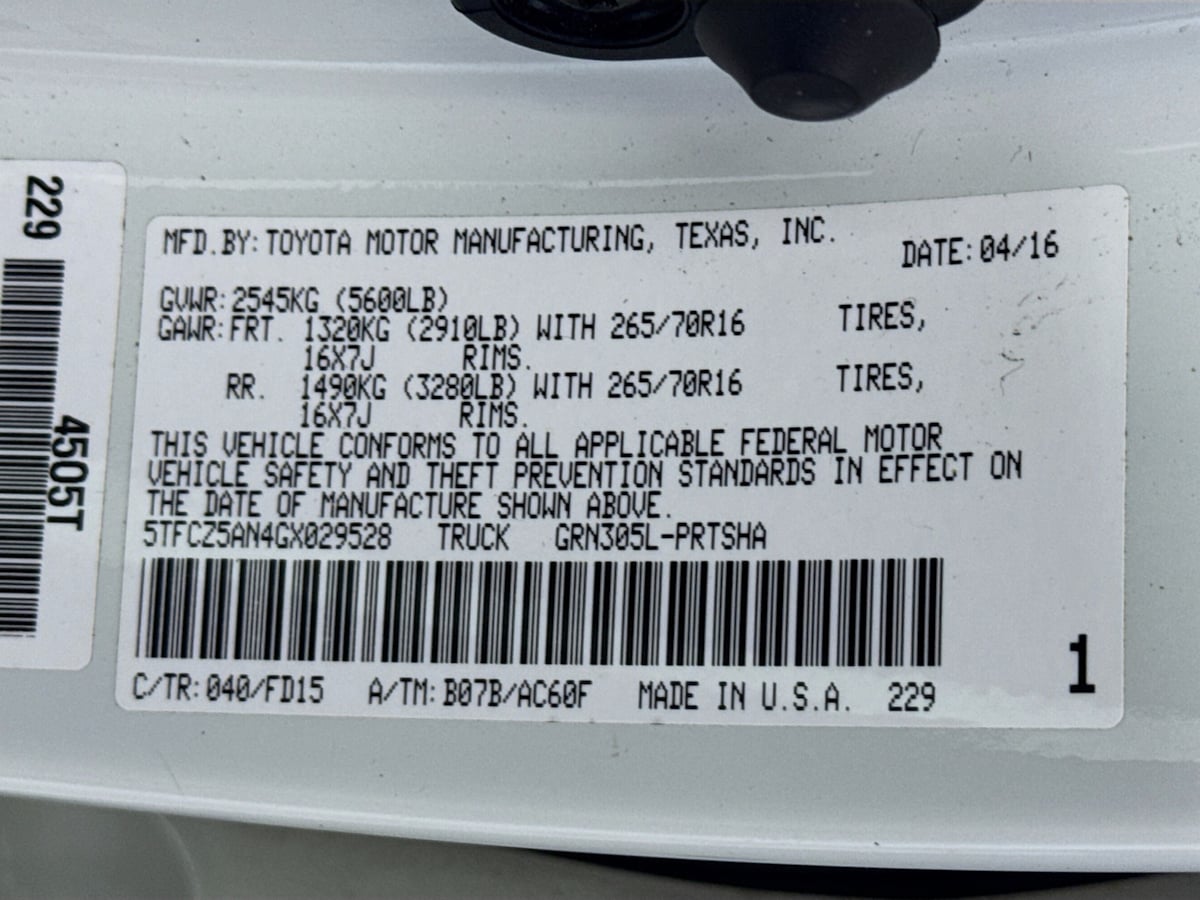 229
4505T
MFD.BY:TOYOTA MOTOR MANUFACTURING, TEXAS, INC. DATE:04/16
GVWR:2545KG (5600LB)
GAWR:FRT. 1320KG (2910LB) WITH 265/70R16 TIRES,
16X7J RIMS.
RR. 1490KG (3280LB) WITH 265/70R16 TIRES,
16X7J RIMS.
THIS VEHICLE CONFORMS TO ALL APPLICABLE FEDERAL MOTOR
VEHICLE SAFETY AND THEFT PREVENTION STANDARDS IN EFFECT ON
THE DATE OF MANUFACTURE SHOWN ABOVE.
5TFCZ5AN4GX029528 TRUCK GRN305L-PRTSHA
C/TR:040/FD15 A/TM:B07B/AC60F MADE IN U.S.A. 229
1